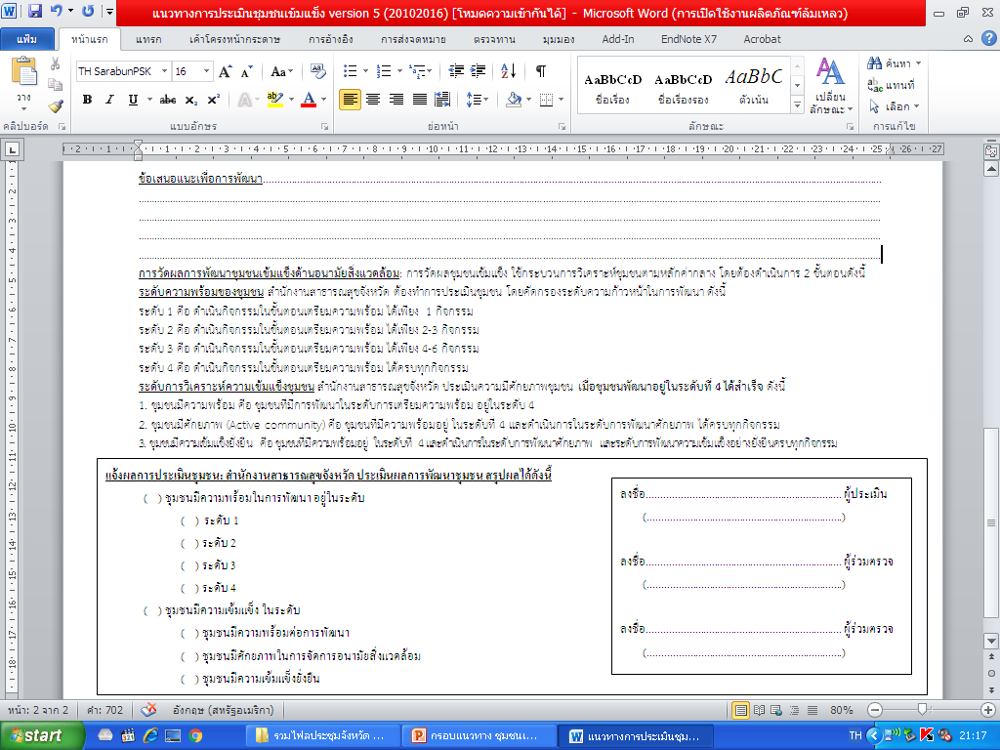 แนวทางการประเมินชุมชนเข้มแข็ง version 5 (20102016) [โหมดความเข้ากันได้] - Microsoft Word (การเปิดใช้งานผลิตภัณฑ์ล้มเหลว)
แฟ้ม หน้าแรก แทรก เค้าโครงหน้ากระดาษ การอ้างอิง การส่งจดหมาย ตรวจทาน มุมมอง Add-In EndNote X7 Acrobat
TH SarabunPSK 16
AaBbCcD AaBbCcD AaBbC
ชื่อเรื่อง ชื่อเรื่องรอง ตัวเน้น
วาง
เปลี่ยน
ลักษณะ
ค้นหา
แทนที่
เลือก
คลิปบอร์ด แบบอักษร ย่อหน้า ลักษณะ การแก้ไข
ข้อเสนอแนะเพื่อการพัฒนา
การวัดผลการพัฒนาชุมชนเข้มแข็งด้านอนามัยสิ่งแวดล้อม: การวัดผลชุมชนเข้มแข็ง ใช้กระบวนการวิเคราะห์ชุมชนตามหลักค่ากลาง โดยต้องดำเนินการ 2 ขั้นตอนดังนี้
ระดับความพร้อมของชุมชน สำนักงานสาธารณสุขจังหวัด ต้องทำการประเมินชุมชน โดยคัดกรองระดับความก้าวหน้าในการพัฒนา ดังนี้
ระดับ 1 คือ ดำเนินกิจกรรมในขั้นตอนเตรียมความพร้อม ได้เพียง 1 กิจกรรม
ระดับ 2 คือ ดำเนินกิจกรรมในขั้นตอนเตรียมความพร้อม ได้เพียง 2-3 กิจกรรม
ระดับ 3 คือ ดำเนินกิจกรรมในขั้นตอนเตรียมความพร้อม ได้เพียง 4-6 กิจกรรม
ระดับ 4 คือ ดำเนินกิจกรรมในขั้นตอนเตรียมความพร้อม ได้ครบทุกกิจกรรม
ระดับการวิเคราะห์ความเข้มแข็งชุมชน สำนักงานสาธารณสุขจังหวัด ประเมินความมีศักยภาพชุมชน เมื่อชุมชนพัฒนาอยู่ในระดับที่ 4 ได้สำเร็จ ดังนี้
1. ชุมชนมีความพร้อม คือ ชุมชนที่มีการพัฒนาในระดับการเตรียมความพร้อม อยู่ในระดับ 4
2. ชุมชนมีศักยภาพ (Active community) คือ ชุมชนที่มีความพร้อมอยู่ ในระดับที่ 4 และดำเนินการในระดับการพัฒนาศักยภาพ ได้ครบทุกกิจกรรม
3. ชุมชนมีความเข้มแข็งยั่งยืน คือ ชุมชนที่มีความพร้อมอยู่ ในระดับที่ 4 และดำเนินการในระดับการพัฒนาศักยภาพ และระดับการพัฒนาความเข้มแข็งอย่างยั่งยืนครบทุกกิจกรรม
แจ้งผลการประเมินชุมชน: สำนักงานสาธารณสุขจังหวัด ประเมินผลการพัฒนาชุมชน สรุปผลได้ดังนี้
( ) ชุมชนมีความพร้อมในการพัฒนา อยู่ในระดับ
( ) ระดับ 1
( ) ระดับ 2
( ) ระดับ 3
( ) ระดับ 4
( ) ชุมชนมีความเข้มแข็ง ในระดับ
( ) ชุมชนมีความพร้อมต่อการพัฒนา
( ) ชุมชนมีศักยภาพในการจัดการอนามัยสิ่งแวดล้อม
( ) ชุมชนมีความเข้มแข็งยั่งยืน
ลงชื่อ........................................ ผู้ประเมิน
(........................................)
ลงชื่อ........................................ ผู้ร่วมตรวจ
(........................................)
ลงชื่อ........................................ ผู้ร่วมตรวจ
(........................................)
หน้า: 2 จาก 2 คำ: 702 อังกฤษ (สหรัฐอเมริกา) 80%
start รวมไฟล์ประชุมจังหวัด ... กรอบแนวทาง ชุมชนเ... แนวทางการประเมินชุม... TH 21:17